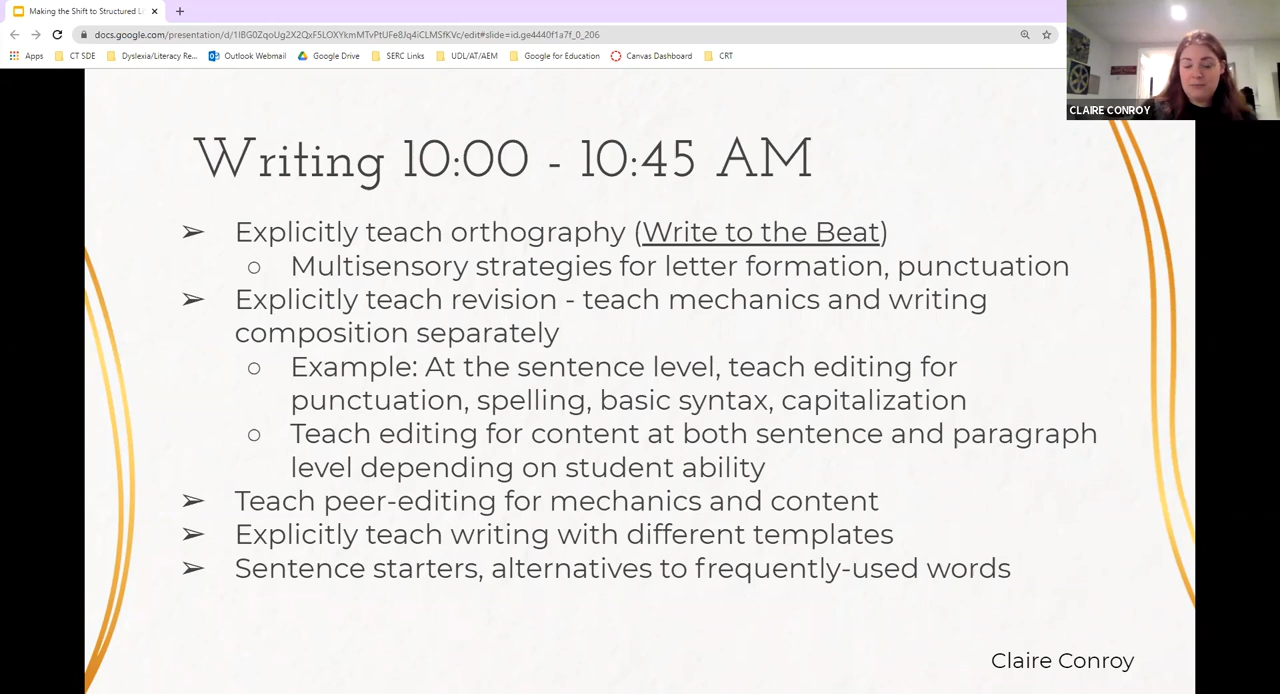 Making the Shift to Structured Li
docs.google.com/presentation/d/1IBG0ZqoUg2X2QxF5LOXYkmMTvPtUFe8Jq4iCLMSfKVc/edit#slide=id.ge4440f1a7f_0_206
Apps CT SDE Dyslexia/Literacy Re... Outlook Webmail Google Drive SERC Links UDL/AT/AEM Google for Education Canvas Dashboard CRT
CLAIRE CONROY
Writing 10:00 - 10:45 AM
➢ Explicitly teach orthography (Write to the Beat)
○ Multisensory strategies for letter formation, punctuation
➢ Explicitly teach revision - teach mechanics and writing
composition separately
○ Example: At the sentence level, teach editing for
punctuation, spelling, basic syntax, capitalization
○ Teach editing for content at both sentence and paragraph
level depending on student ability
➢ Teach peer-editing for mechanics and content
➢ Explicitly teach writing with different templates
➢ Sentence starters, alternatives to frequently-used words
Claire Conroy